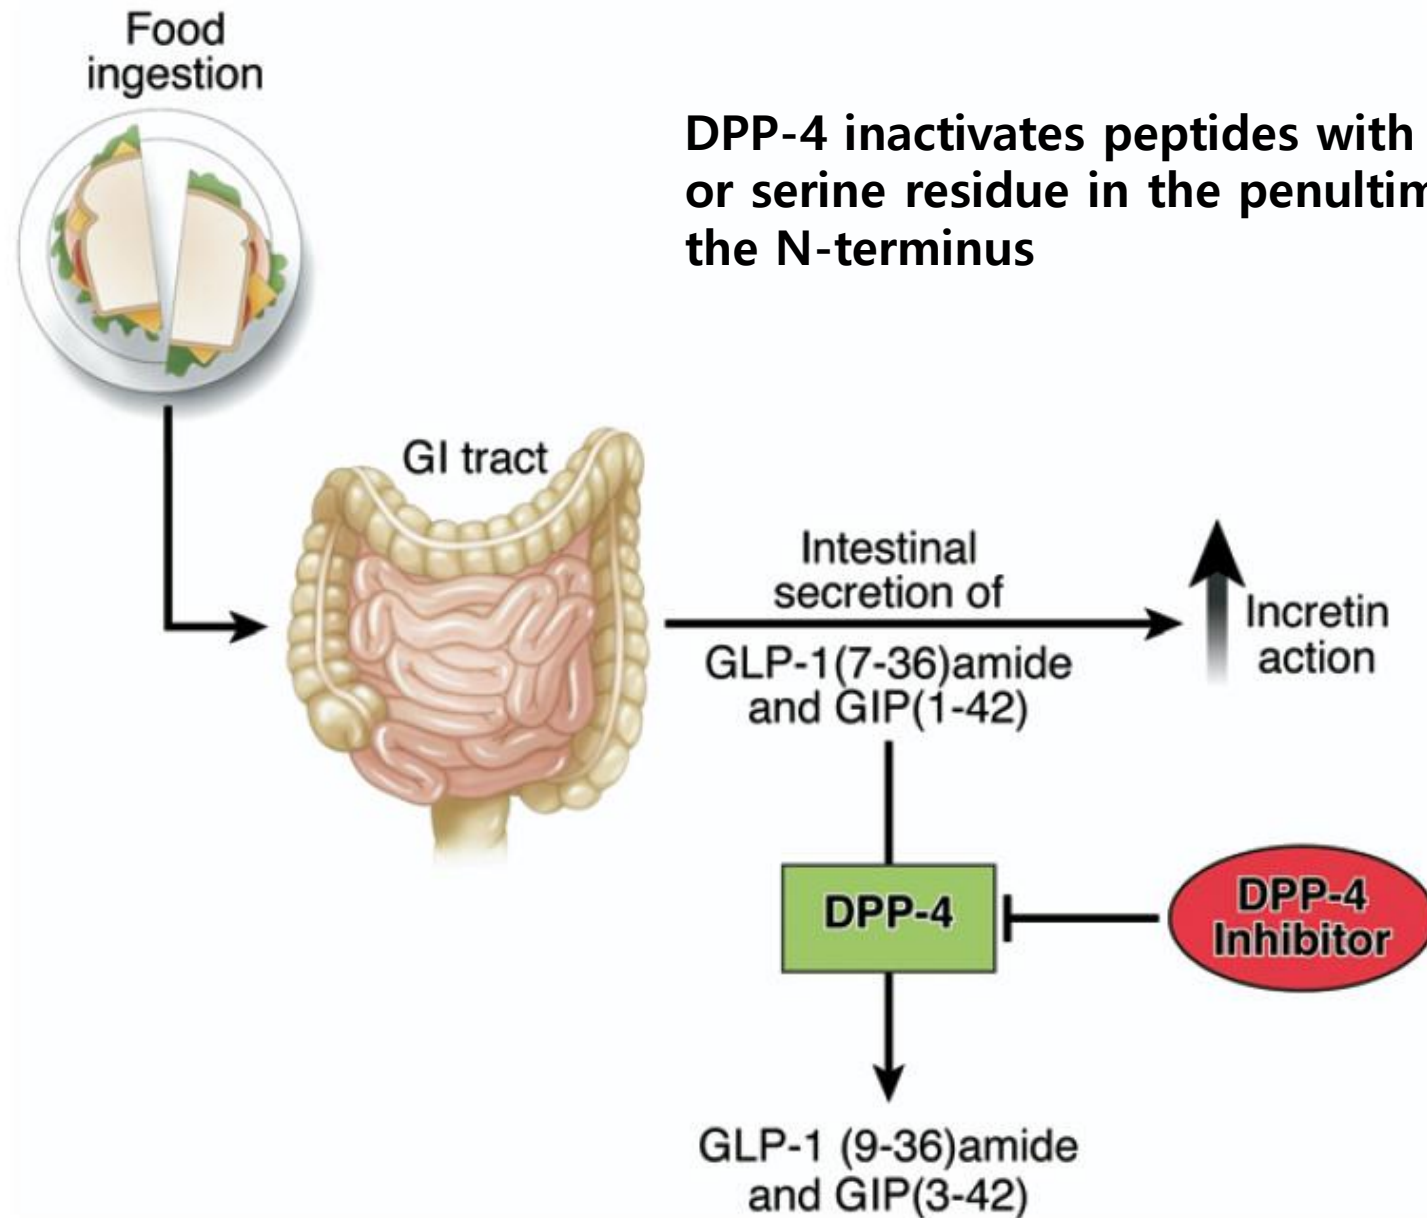 Food
ingestion
DPP-4 inactivates peptides with
or serine residue in the penultim
the N-terminus
GI tract
Intestinal
secretion of
GLP-1(7-36)amide
and GIP(1-42)
Incretin
action
DPP-4
DPP-4
Inhibitor
GLP-1 (9-36)amide
and GIP(3-42)